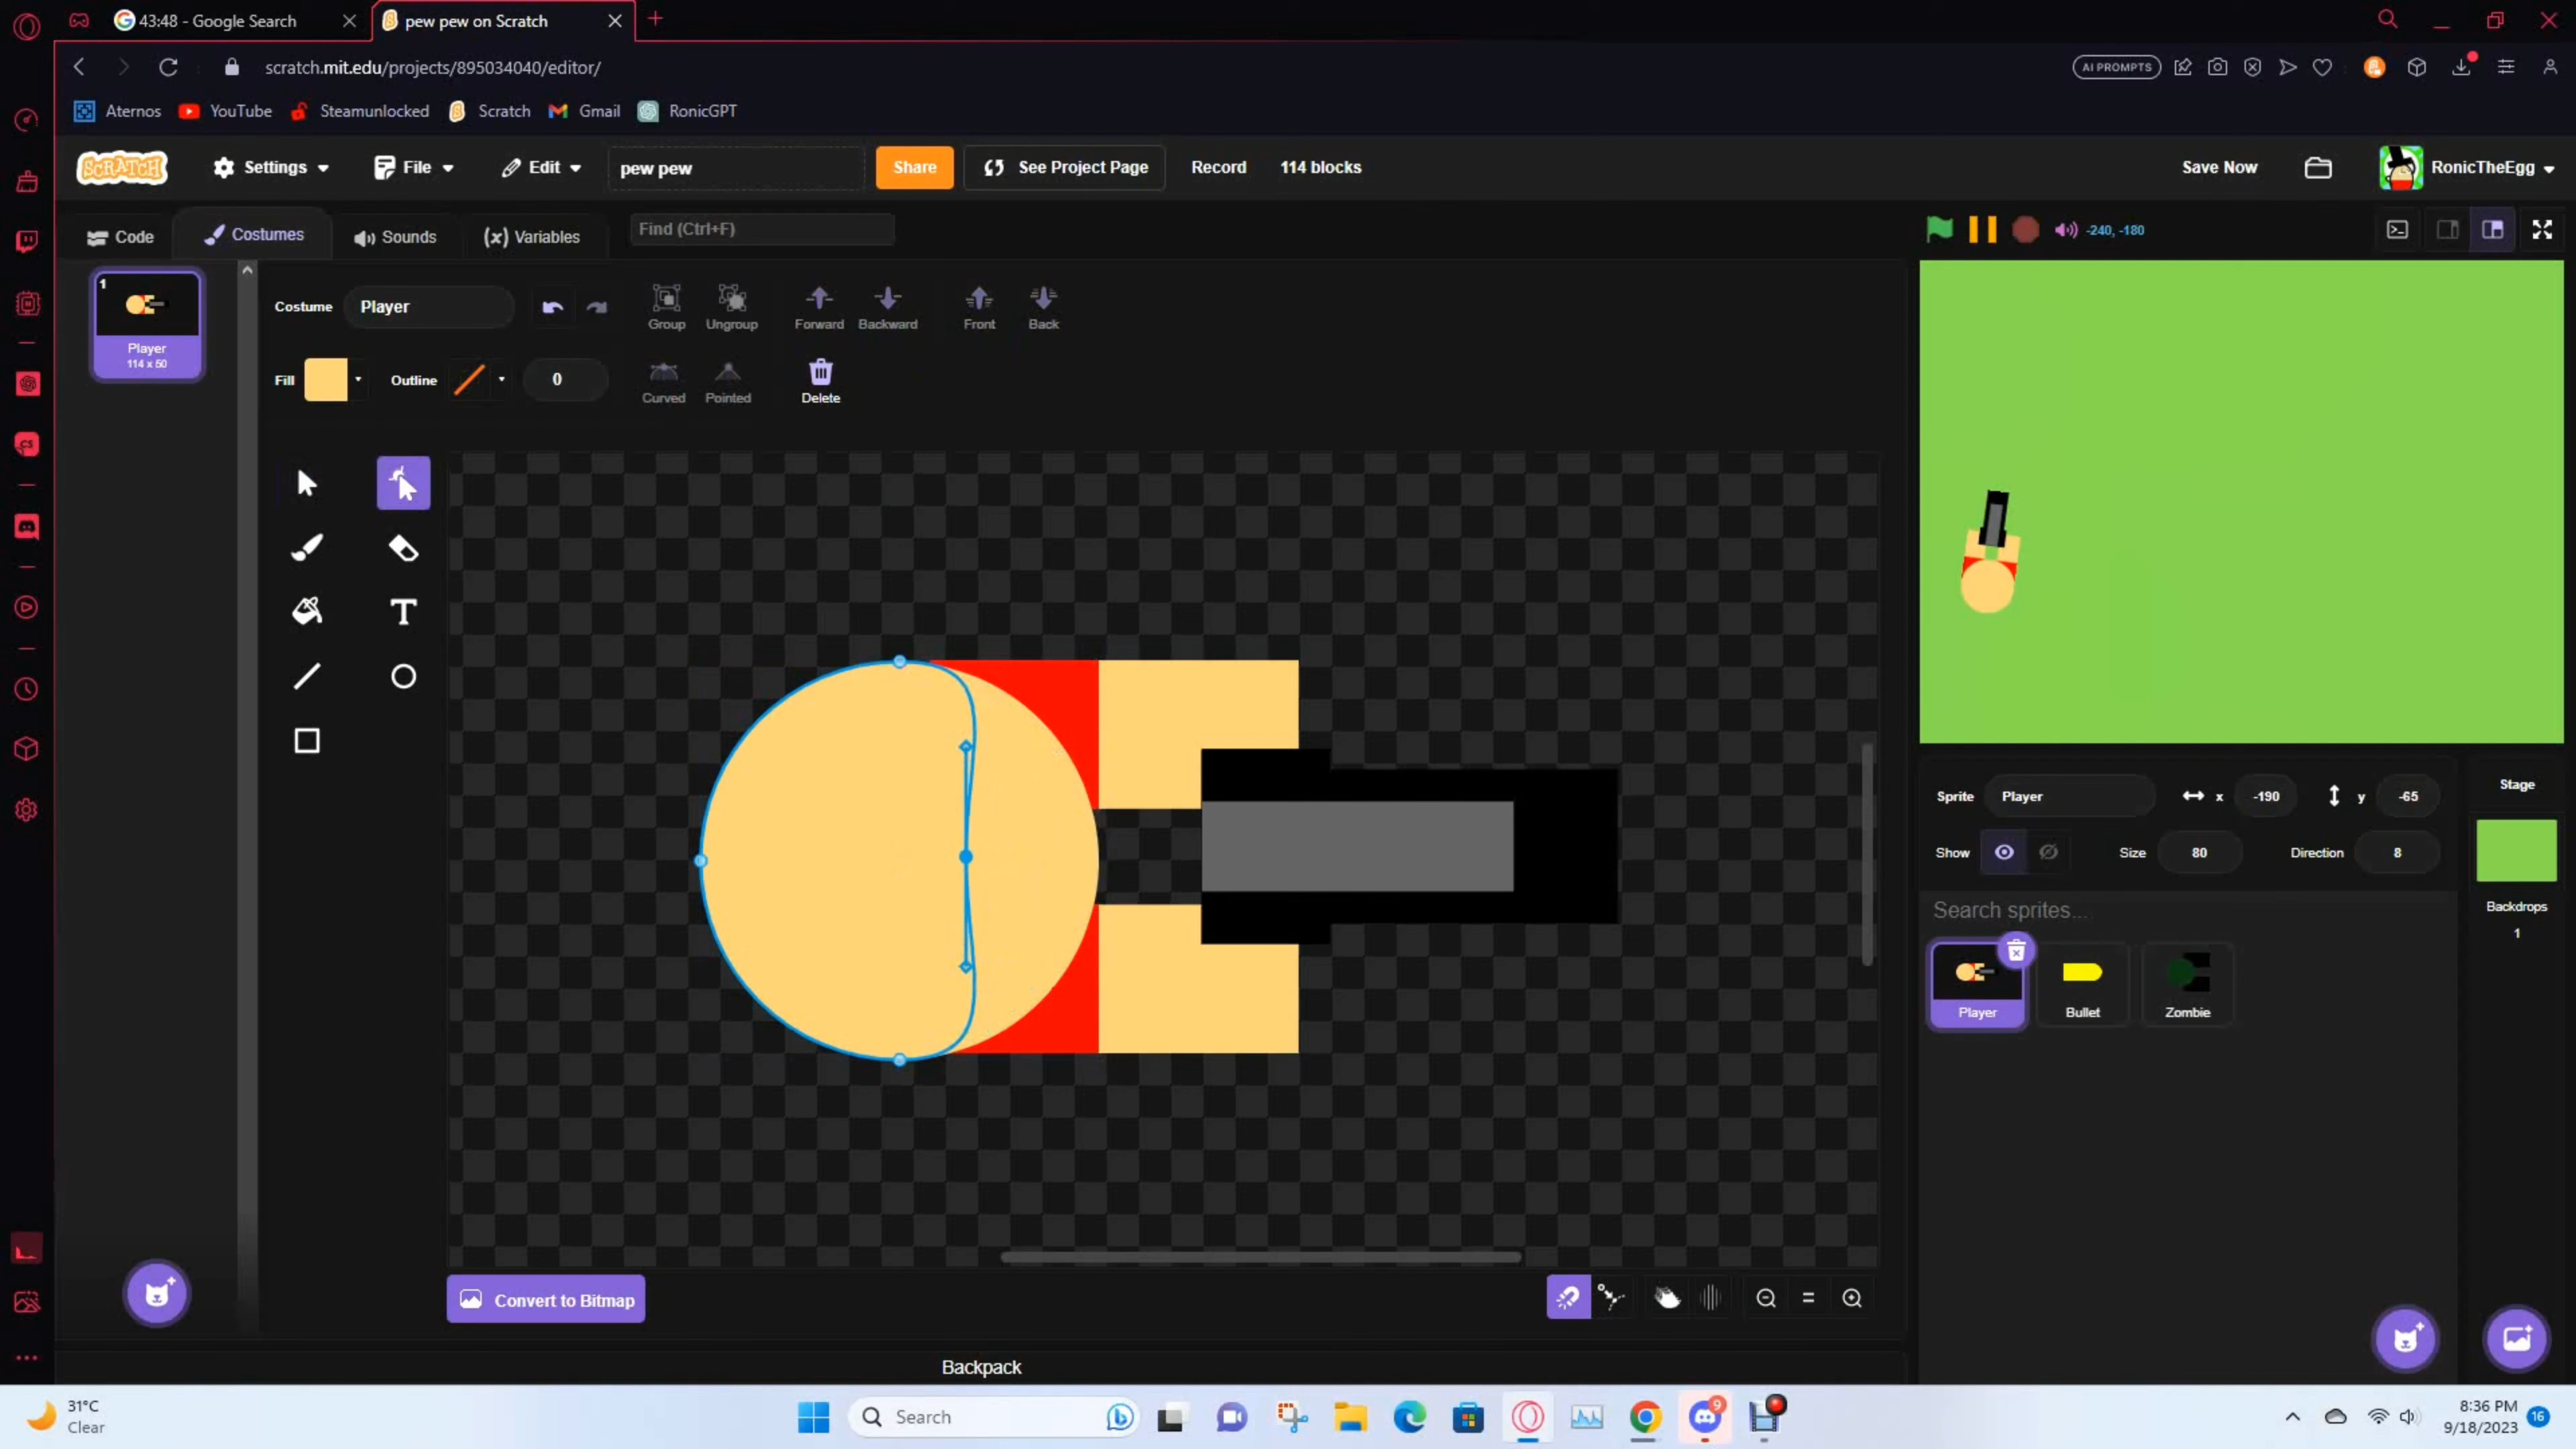 43:48 - Google Search
pew pew on Scratch
scratch.mit.edu/projects/895034040/editor/
AI PROMPTS
Aternos
YouTube
Steamunlocked
Scratch
Gmail
RonicGPT
SCRATCH
Settings
File
Edit
pew pew
Share
See Project Page
Record
114 blocks
Save Now
RonicTheEgg
Code
Costumes
Sounds
(x) Variables
Find (Ctrl+F)
-240, -180
1
Player
114 x 50
Costume
Player
Group
Ungroup
Forward
Backward
Front
Back
Fill
Outline
0
Curved
Pointed
Delete
T
Convert to Bitmap
=
Backpack
Sprite
Player
x
-190
y
-65
Show
Size
80
Direction
8
Search sprites...
Player
Bullet
Zombie
Stage
Backdrops
1
31°C
Clear
Search
9
8:36 PM
9/18/2023
16